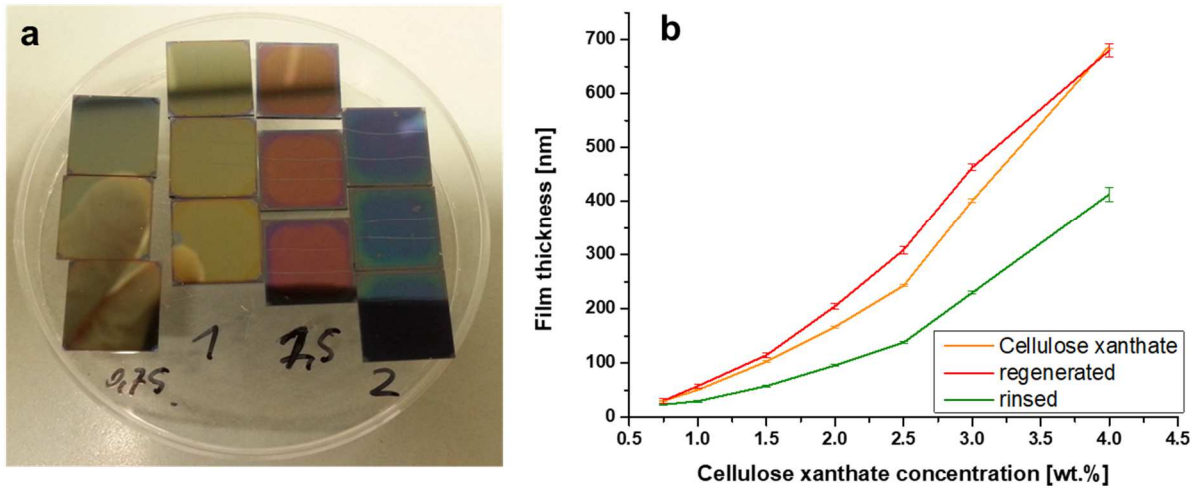 a
0,75
1
1,5
2
b
Film thickness [nm]
700
600
500
400
300
200
100
0
Cellulose xanthate
regenerated
rinsed
0.5 1.0 1.5 2.0 2.5 3.0 3.5 4.0 4.5
Cellulose xanthate concentration [wt.%]